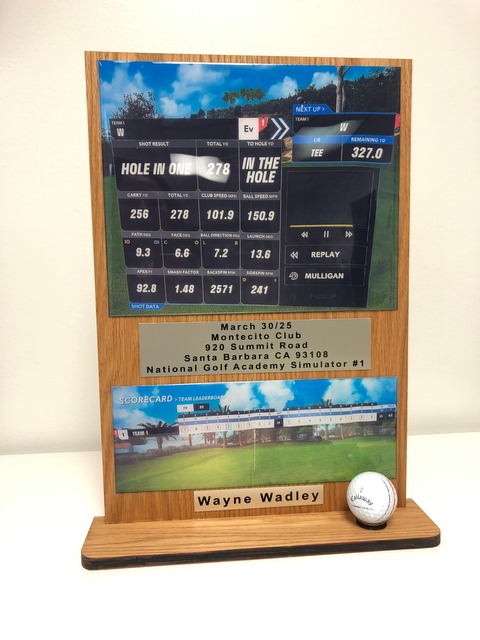 NEXT UP >
TEAM 1
W
Ev
1
W
LIE
REMAINING YD
TEE
327.0
SHOT RESULT
TOTAL YD
TO HOLE YD
HOLE IN ONE
278
IN THE
HOLE
CARRY YD
TOTAL YD
CLUB SPEED MPH
BALL SPEED MPH
256
278
101.9
150.9
PATH DEG
FACE DEG
BALL DIRECTION DEG
LAUNCH DEG
9.3
6.6
7.2
13.6
APEX FT
SMASH FACTOR
BACKSPIN RPM
SIDESPIN RPM
92.8
1.48
2571
241
REPLAY
MULLIGAN
SHOT DATA
March 30/25
Montecito Club
920 Summit Road
Santa Barbara CA 93108
National Golf Academy Simulator #1
SCORECARD > TEAM LEADERBOARD
1 TEAM 1
Wayne Wadley
Callaway